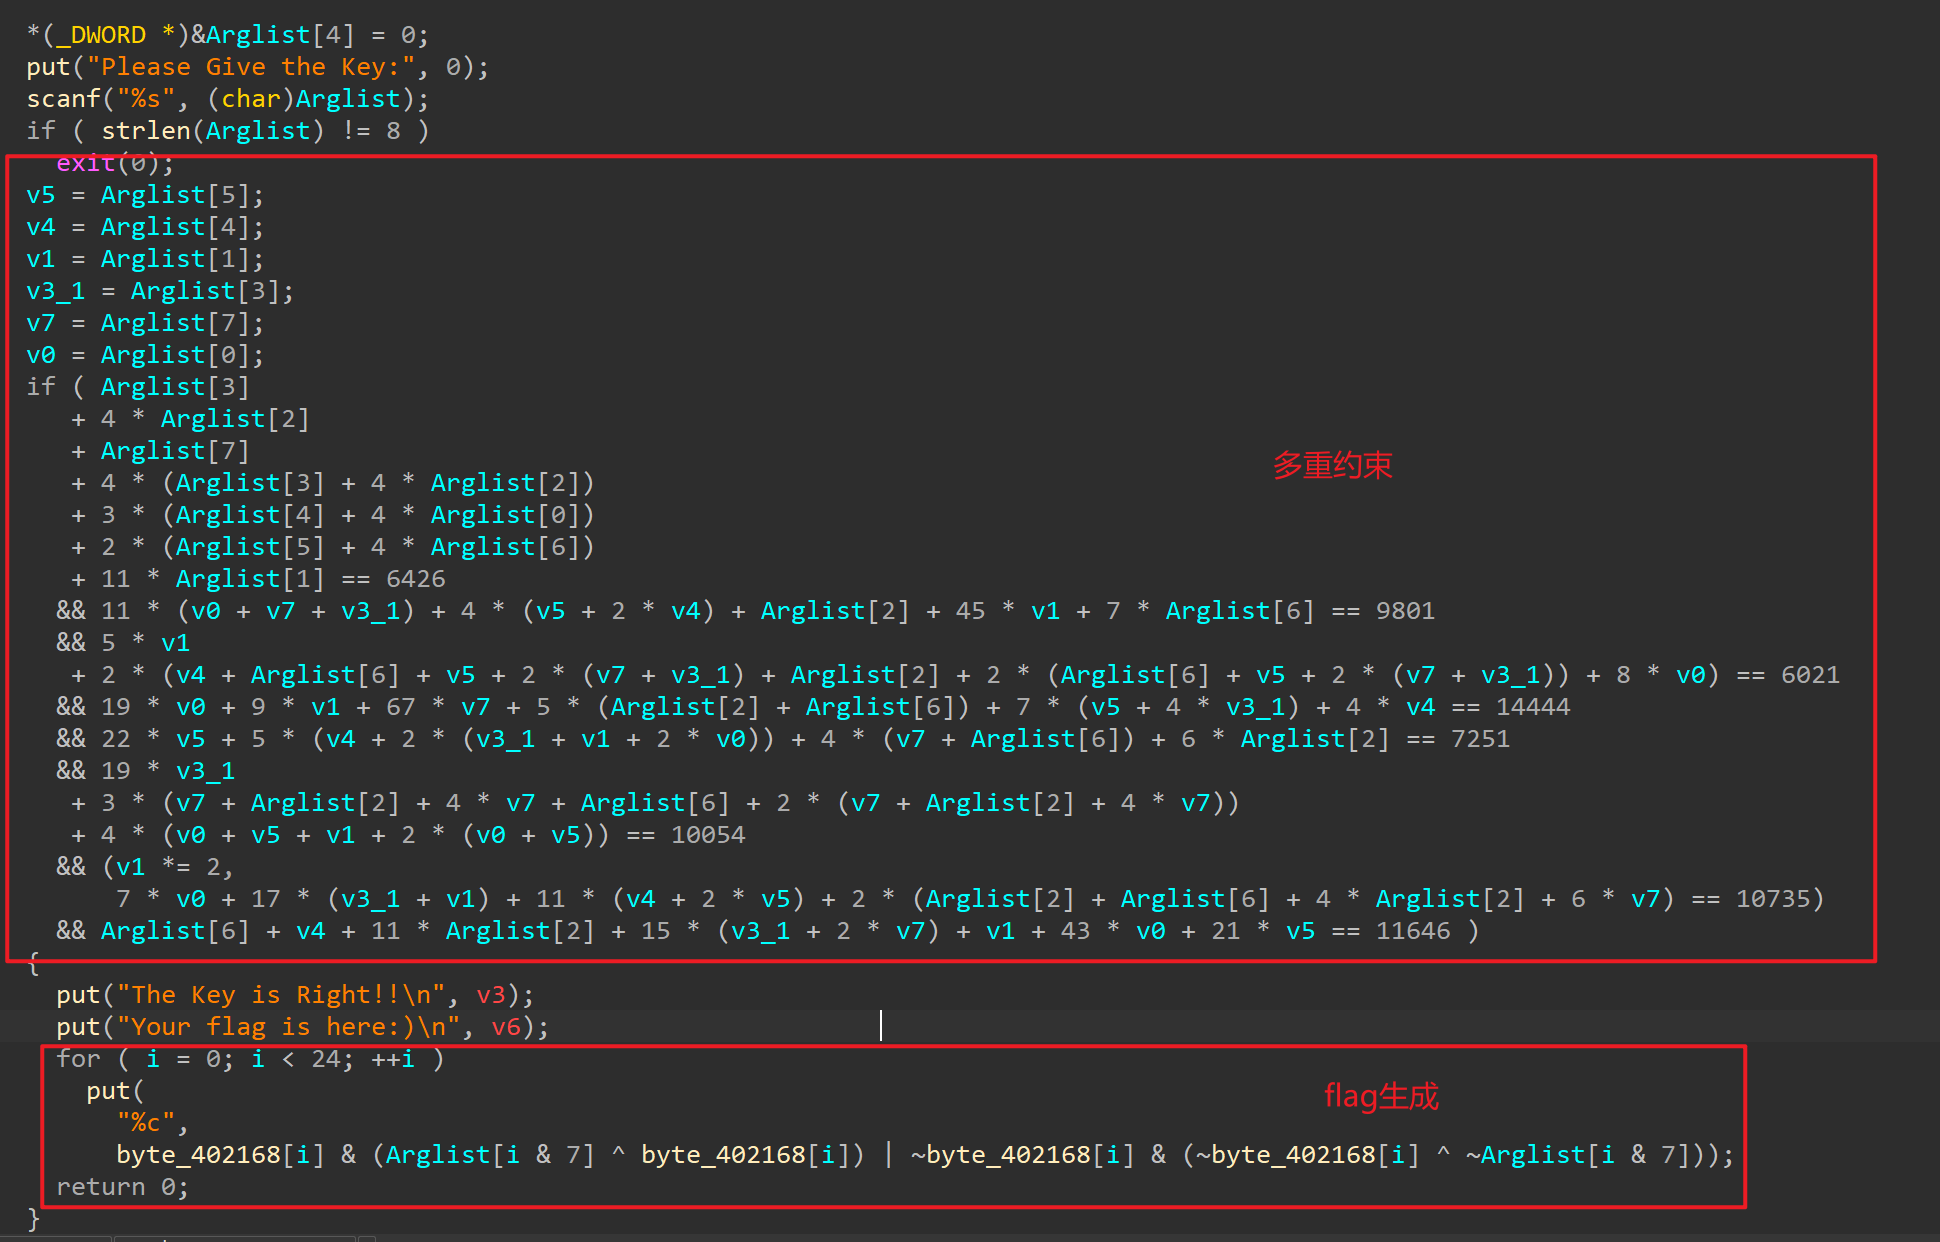 *(_DWORD *)&Arglist[4] = 0;
put("Please Give the Key:", 0);
scanf("%s", (char)Arglist);
if ( strlen(Arglist) != 8 )
exit(0);
v5 = Arglist[5];
v4 = Arglist[4];
v1 = Arglist[1];
v3_1 = Arglist[3];
v7 = Arglist[7];
v0 = Arglist[0];
if ( Arglist[3]
+ 4 * Arglist[2]
+ Arglist[7]
多重约束
+ 4 * (Arglist[3] + 4 * Arglist[2])
+ 3 * (Arglist[4] + 4 * Arglist[0])
+ 2 * (Arglist[5] + 4 * Arglist[6])
+ 11 * Arglist[1] == 6426
&& 11 * (v0 + v7 + v3_1) + 4 * (v5 + 2 * v4) + Arglist[2] + 45 * v1 + 7 * Arglist[6] == 9801
&& 5 * v1
+ 2 * (v4 + Arglist[6] + v5 + 2 * (v7 + v3_1) + Arglist[2] + 2 * (Arglist[6] + v5 + 2 * (v7 + v3_1)) + 8 * v0) == 6021
&& 19 * v0 + 9 * v1 + 67 * v7 + 5 * (Arglist[2] + Arglist[6]) + 7 * (v5 + 4 * v3_1) + 4 * v4 == 14444
&& 22 * v5 + 5 * (v4 + 2 * (v3_1 + v1 + 2 * v0)) + 4 * (v7 + Arglist[6]) + 6 * Arglist[2] == 7251
&& 19 * v3_1
+ 3 * (v7 + Arglist[2] + 4 * v7 + Arglist[6] + 2 * (v7 + Arglist[2] + 4 * v7))
+ 4 * (v0 + v5 + v1 + 2 * (v0 + v5)) == 10054
&& (v1 *= 2,
7 * v0 + 17 * (v3_1 + v1) + 11 * (v4 + 2 * v5) + 2 * (Arglist[2] + Arglist[6] + 4 * Arglist[2] + 6 * v7) == 10735)
&& Arglist[6] + v4 + 11 * Arglist[2] + 15 * (v3_1 + 2 * v7) + v1 + 43 * v0 + 21 * v5 == 11646 )
{
put("The Key is Right!!\n", v3);
put("Your flag is here:)\n", v6);
for ( i = 0; i < 24; ++i )
put(
flag生成
"%c",
byte_402168[i] & (Arglist[i & 7] ^ byte_402168[i]) | ~byte_402168[i] & (~byte_402168[i] ^ ~Arglist[i & 7]));
return 0;
}